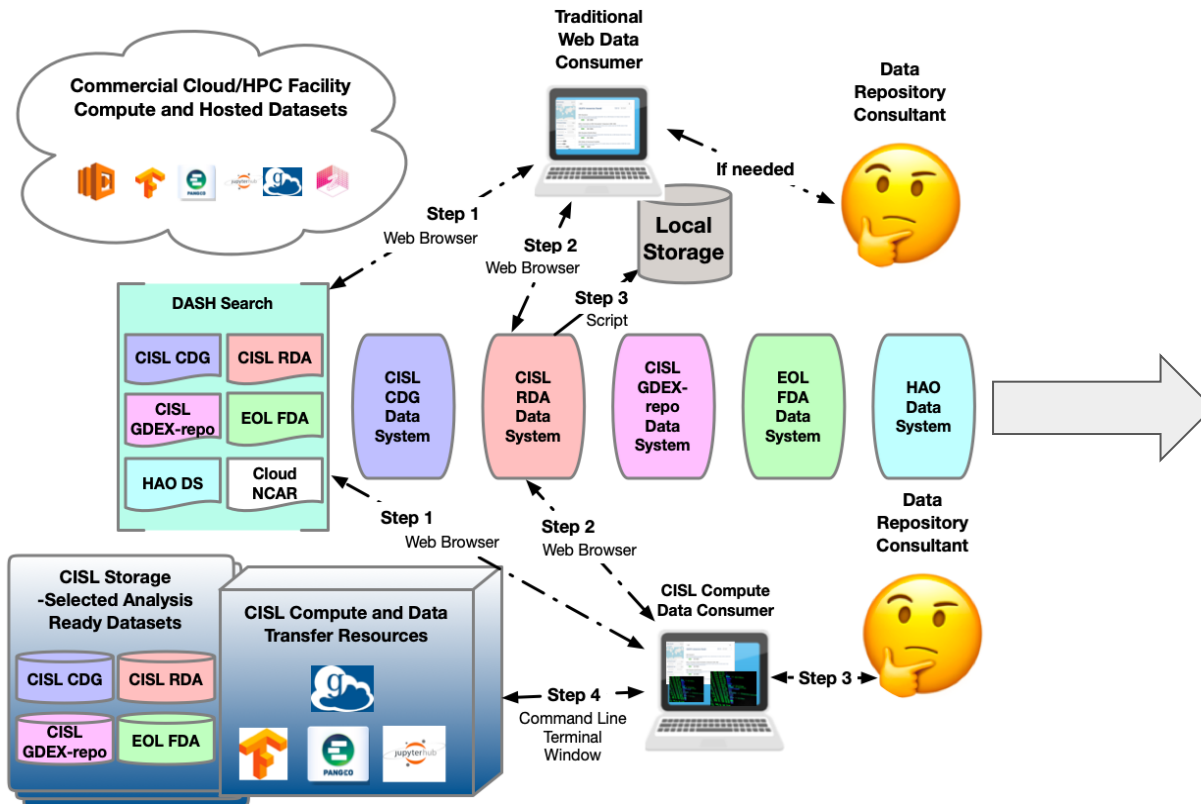 Traditional
Web Data
Consumer
Commercial Cloud/HPC Facility
Compute and Hosted Datasets
Data
Repository
Consultant
PANGEO
jupyterhub
g
If needed
Step 1
Web Browser
Step 2
Web Browser
Local
Storage
Step 3
Script
DASH Search
CISL CDG
CISL RDA
CISL
GDEX-repo
EOL FDA
HAO DS
Cloud
NCAR
CISL
CDG
Data
System
CISL
RDA
Data
System
CISL
GDEX-
repo
Data
System
EOL
FDA
Data
System
HAO
Data
System
Step 1
Web Browser
Step 2
Web Browser
Data
Repository
Consultant
CISL Storage
-Selected Analysis
Ready Datasets
CISL CDG
CISL RDA
CISL
GDEX-repo
EOL FDA
CISL Compute and Data
Transfer Resources
g
PANGEO
jupyterhub
CISL Compute
Data Consumer
Step 3
Step 4
Command Line
Terminal
Window